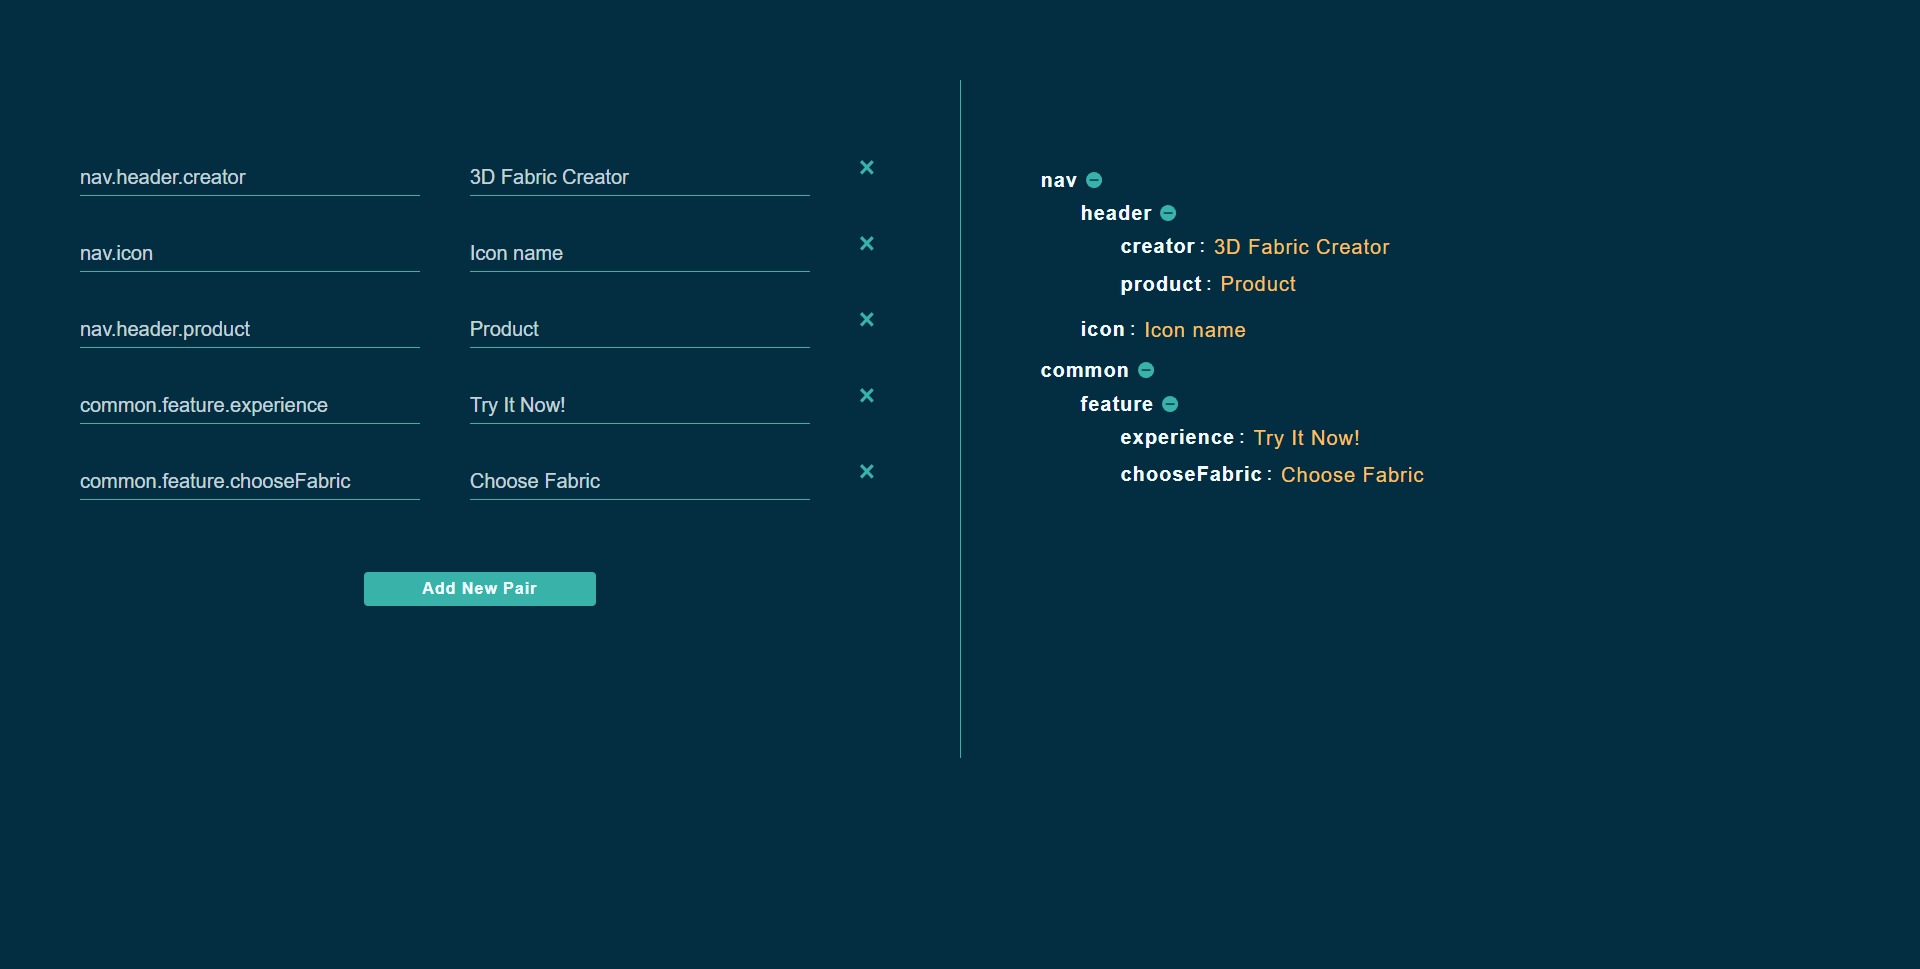 nav.header.creator 3D Fabric Creator ×
nav.icon Icon name ×
nav.header.product Product ×
common.feature.experience Try It Now! ×
common.feature.chooseFabric Choose Fabric ×
Add New Pair
nav
header
creator : 3D Fabric Creator
product : Product
icon : Icon name
common
feature
experience : Try It Now!
chooseFabric : Choose Fabric